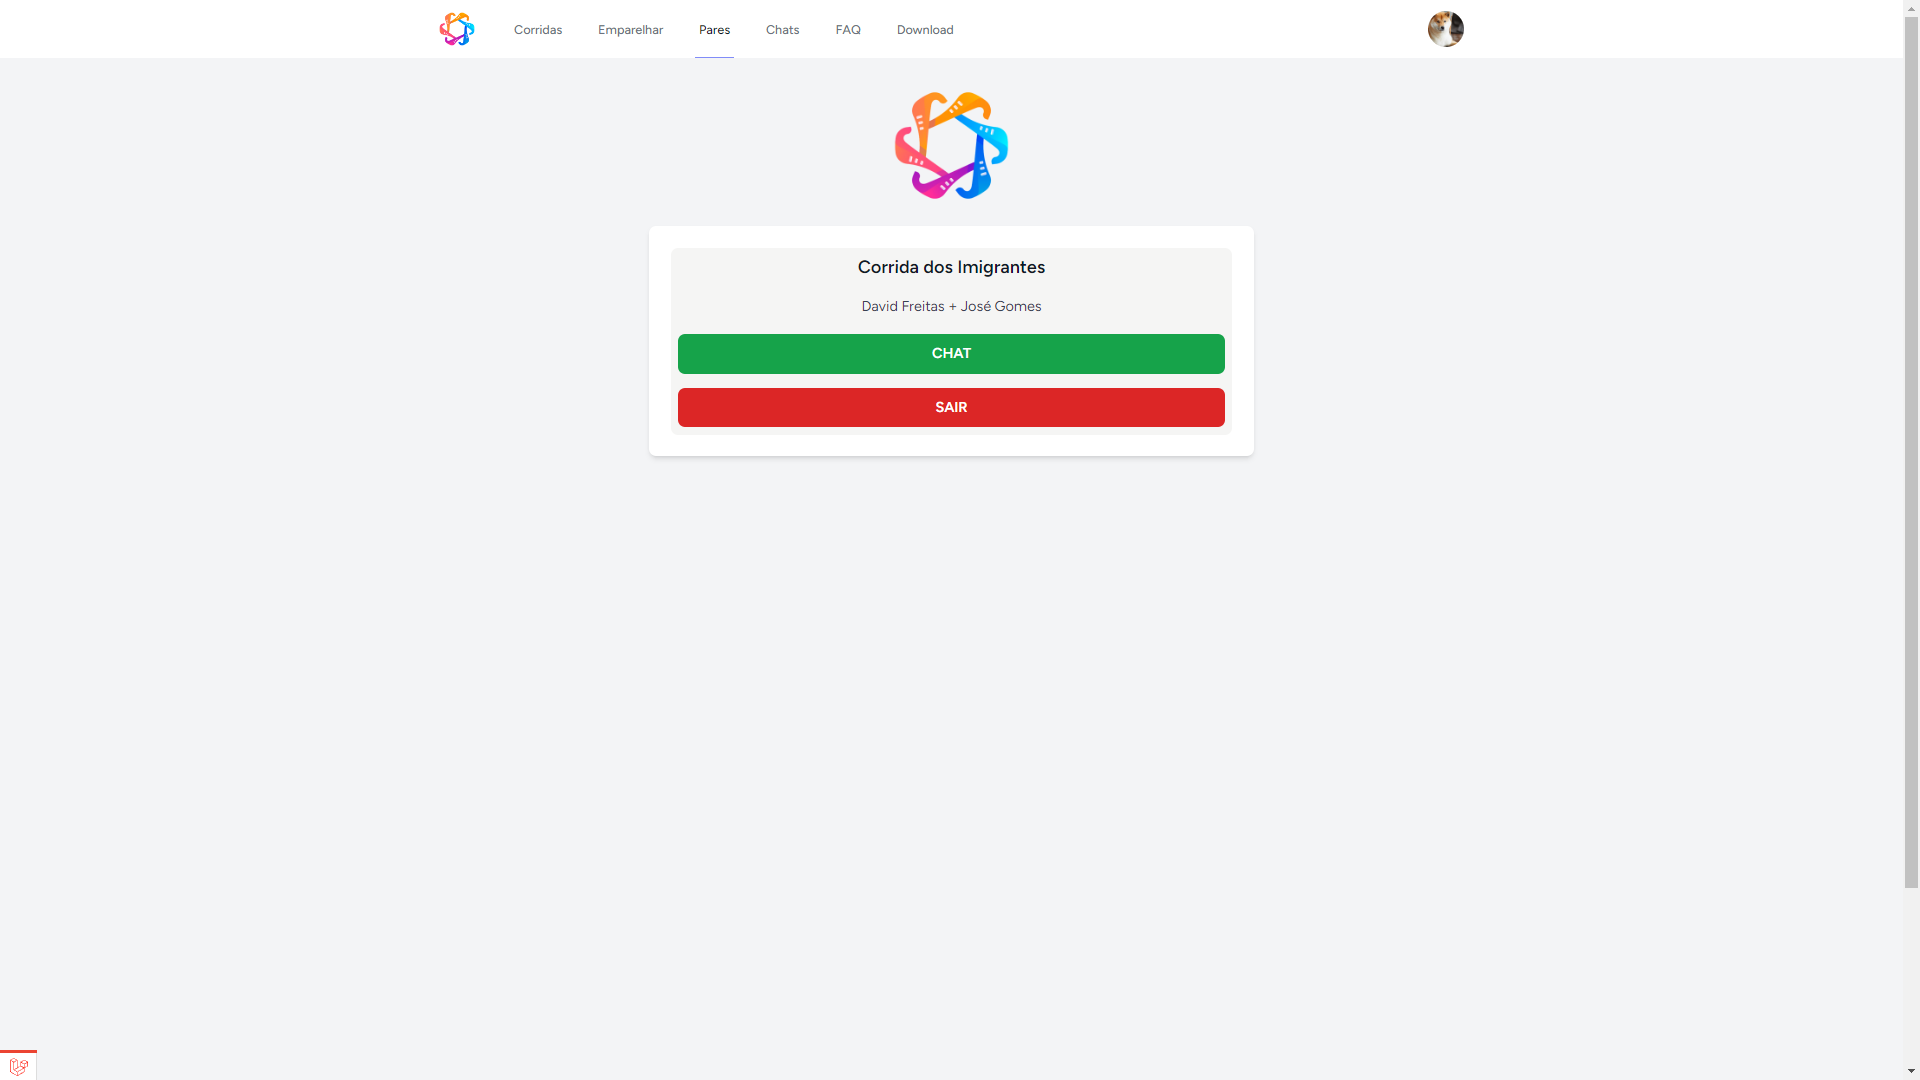 Corridas Emparelhar Pares Chats FAQ Download
Corrida dos Imigrantes
David Freitas + José Gomes
CHAT
SAIR